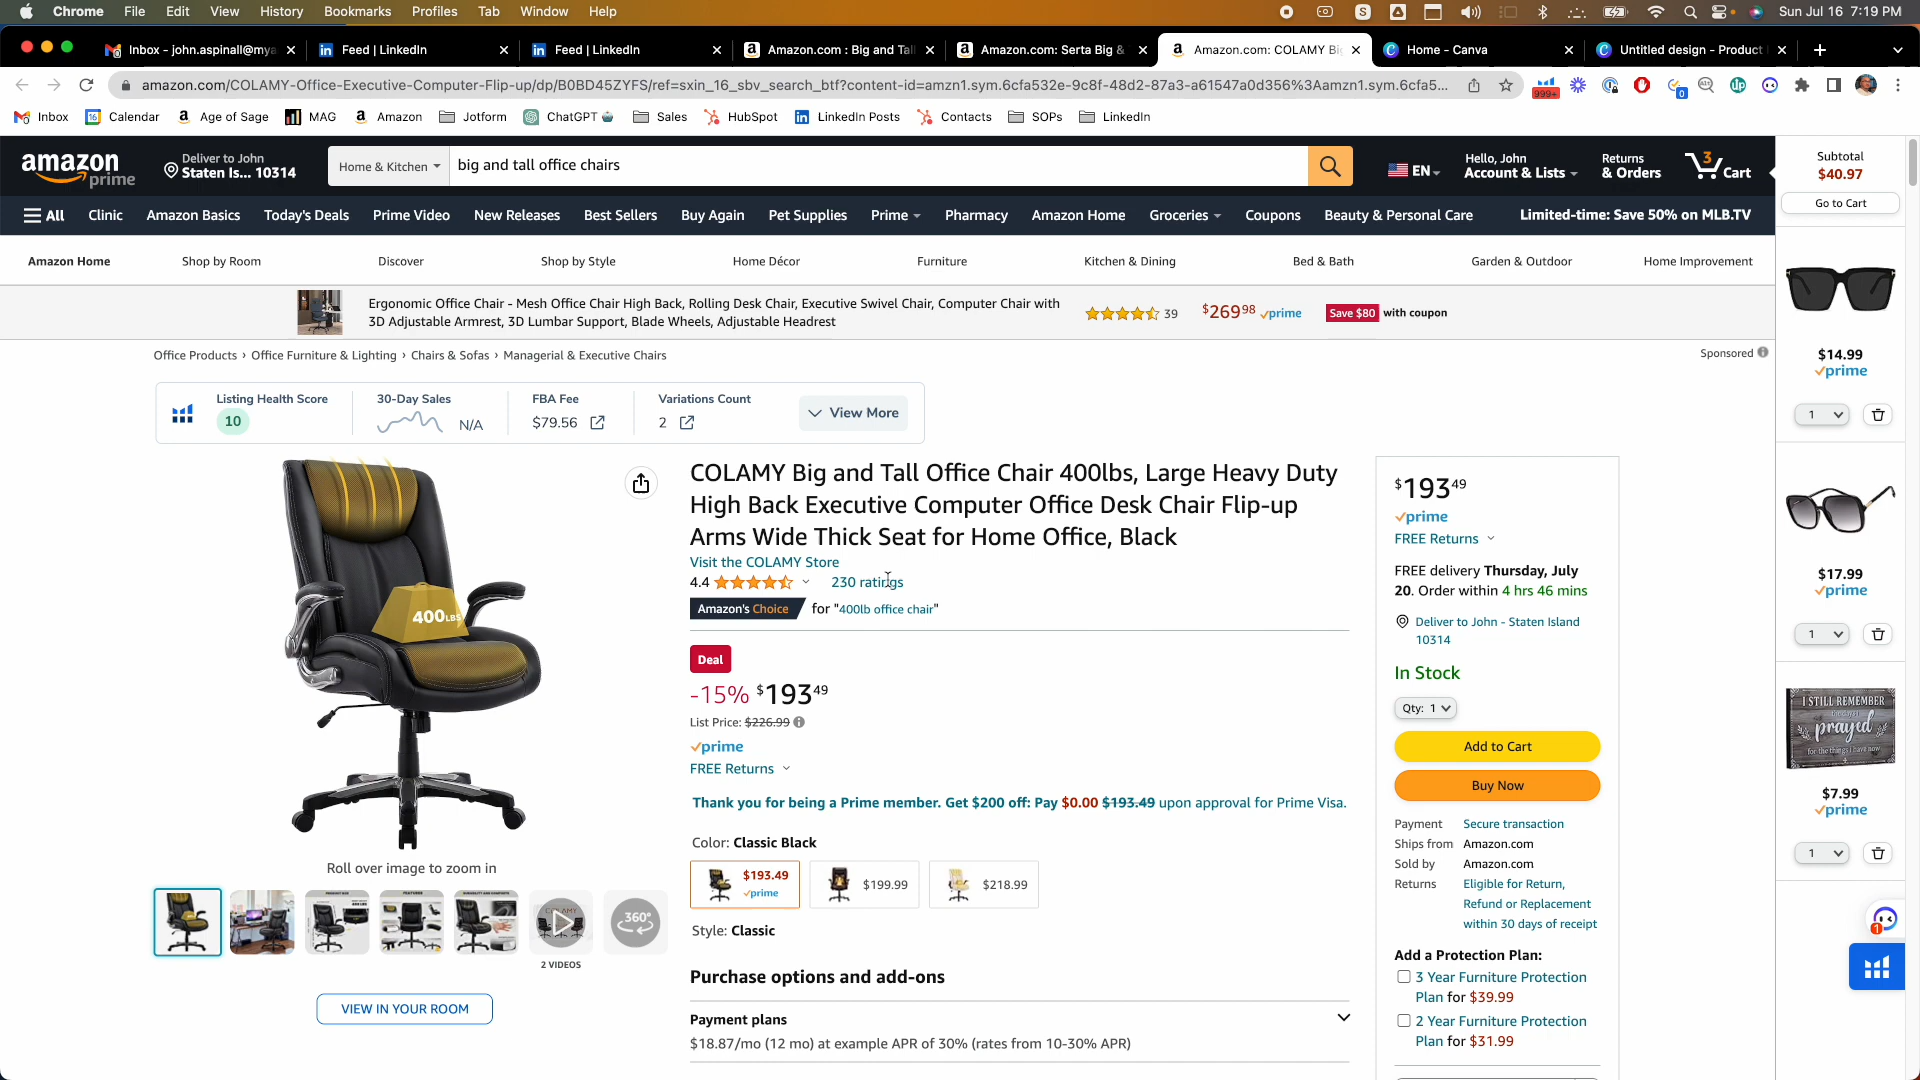 Chrome File Edit View History Bookmarks Profiles Tab Window Help Sun Jul 16 7:19 PM
Inbox - john.aspinall@mya Feed | LinkedIn Feed | LinkedIn Amazon.com : Big and Tall Amazon.com: Serta Big & Amazon.com: COLAMY Bi Home - Canva Untitled design - Product
amazon.com/COLAMY-Office-Executive-Computer-Flip-up/dp/B0BD45ZYFS/ref=sxin_16_sbv_search_btf?content-id=amzn1.sym.6cfa532e-9c8f-48d2-87a3-a61547a0d356%3Aamzn1.sym.6cfa5...
999+ 0
Inbox Calendar Age of Sage MAG Amazon Jotform ChatGPT Sales HubSpot LinkedIn Posts Contacts SOPs LinkedIn
amazon prime
Deliver to John
Staten Is... 10314
Home & Kitchen
big and tall office chairs
EN
Hello, John
Account & Lists
Returns
& Orders
3
Cart
All Clinic Amazon Basics Today's Deals Prime Video New Releases Best Sellers Buy Again Pet Supplies Prime Pharmacy Amazon Home Groceries Coupons Beauty & Personal Care Limited-time: Save 50% on MLB.TV
Amazon Home Shop by Room Discover Shop by Style Home Décor Furniture Kitchen & Dining Bed & Bath Garden & Outdoor Home Improvement
Ergonomic Office Chair - Mesh Office Chair High Back, Rolling Desk Chair, Executive Swivel Chair, Computer Chair with
3D Adjustable Armrest, 3D Lumbar Support, Blade Wheels, Adjustable Headrest
39 $269 98 prime Save $80 with coupon
Sponsored
Office Products › Office Furniture & Lighting › Chairs & Sofas › Managerial & Executive Chairs
Listing Health Score
10
30-Day Sales
N/A
FBA Fee
$79.56
Variations Count
2
View More
400LBS
Roll over image to zoom in
COLAMY
360°
2 VIDEOS
VIEW IN YOUR ROOM
COLAMY Big and Tall Office Chair 400lbs, Large Heavy Duty
High Back Executive Computer Office Desk Chair Flip-up
Arms Wide Thick Seat for Home Office, Black
Visit the COLAMY Store
4.4 230 ratings
Amazon's Choice for "400lb office chair"
Deal
-15% $193 49
List Price: $226.99
prime
FREE Returns
Thank you for being a Prime member. Get $200 off: Pay $0.00 $193.49 upon approval for Prime Visa.
Color: Classic Black
$193.49
prime
$199.99
$218.99
Style: Classic
Purchase options and add-ons
Payment plans
$18.87/mo (12 mo) at example APR of 30% (rates from 10-30% APR)
$193 49
prime
FREE Returns
FREE delivery Thursday, July
20. Order within 4 hrs 46 mins
Deliver to John - Staten Island
10314
In Stock
Qty: 1
Add to Cart
Buy Now
Payment Secure transaction
Ships from Amazon.com
Sold by Amazon.com
Returns Eligible for Return,
Refund or Replacement
within 30 days of receipt
Add a Protection Plan:
3 Year Furniture Protection
Plan for $39.99
2 Year Furniture Protection
Plan for $31.99
Subtotal
$40.97
Go to Cart
$14.99
prime
1
$17.99
prime
1
I STILL REMEMBER
prayed
for the things i have now
$7.99
prime
1
1